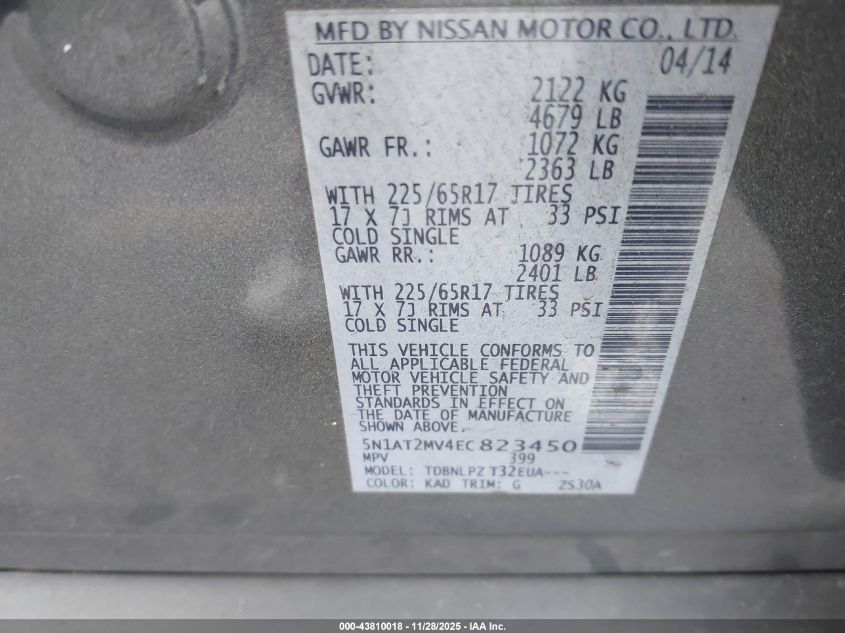 MFD BY NISSAN MOTOR CO., LTD.
DATE: 04/14
GVWR: 2122 KG
4679 LB
GAWR FR.: 1072 KG
2363 LB
WITH 225/65R17 TIRES
17 X 7J RIMS AT 33 PSI
COLD SINGLE
GAWR RR.: 1089 KG
2401 LB
WITH 225/65R17 TIRES
17 X 7J RIMS AT 33 PSI
COLD SINGLE
THIS VEHICLE CONFORMS TO
ALL APPLICABLE FEDERAL
MOTOR VEHICLE SAFETY AND
THEFT PREVENTION
STANDARDS IN EFFECT ON
THE DATE OF MANUFACTURE
SHOWN ABOVE.
5N1AT2MV4EC823450
MPV 399
MODEL: TDBNLPZ T32EUA---
COLOR: KAD TRIM: G ZS30A
000-43810018 - 11/28/2025 - IAA Inc.